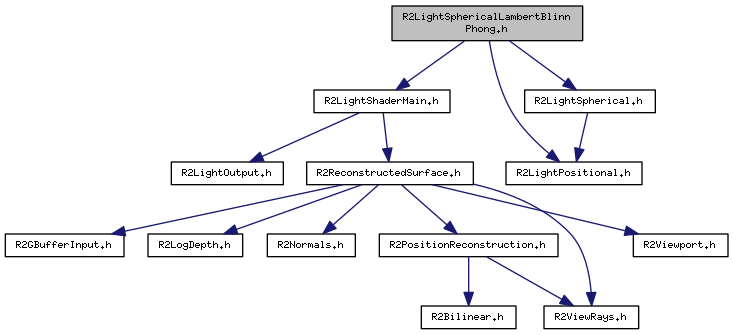 R2LightSphericalLambertBlinn
Phong.h
R2LightShaderMain.h
R2LightSpherical.h
R2LightOutput.h
R2ReconstructedSurface.h
R2LightPositional.h
R2GBufferInput.h
R2LogDepth.h
R2Normals.h
R2PositionReconstruction.h
R2Viewport.h
R2Bilinear.h
R2ViewRays.h